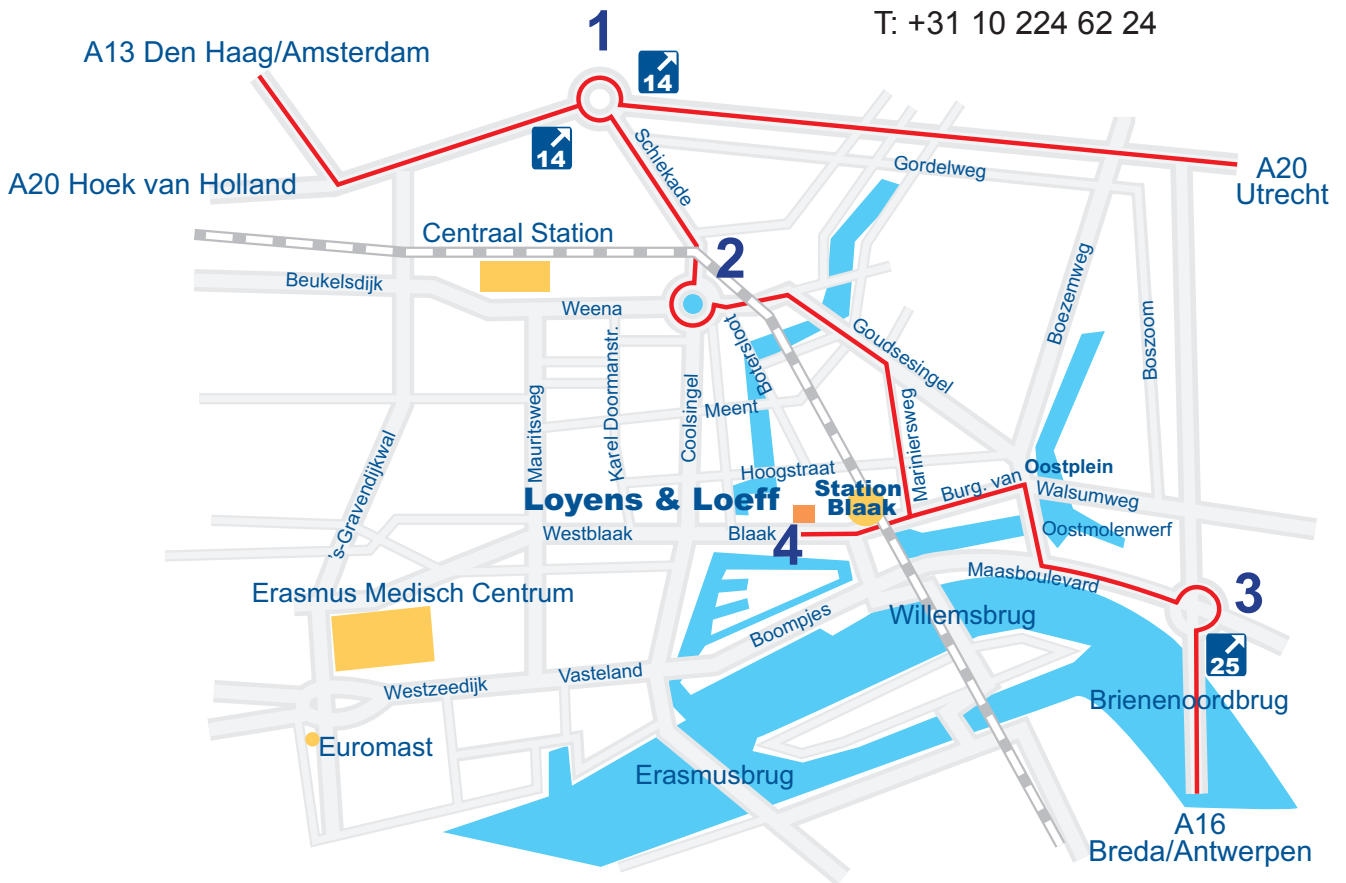 T: +31 10 224 62 24
1
A13 Den Haag/Amsterdam
14
14
Schiekade
Gordelweg
A20 Hoek van Holland
A20
Utrecht
Centraal Station
2
Beukelsdijk
Weena
Botersloot
Goudsesingel
Boezemweg
Boszoom
Karel Doormanstr.
Mauritsweg
Coolsingel
Meent
Mariniersweg
's-Gravendijkwal
Hoogstraat
Oostplein
Loyens & Loeff
Station
Blaak
Burg. van
Walsumweg
Westblaak
Blaak
4
Oostmolenwerf
Maasboulevard
3
Erasmus Medisch Centrum
Boompjes
Willemsbrug
25
Vasteland
Westzeedijk
Brienenoordbrug
Euromast
Erasmusbrug
A16
Breda/Antwerpen